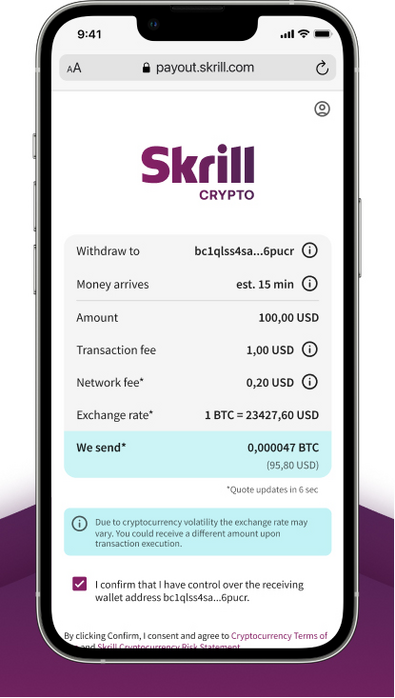 9:41
AA payout.skrill.com
Skrill
CRYPTO
Withdraw to bc1qlss4sa...6pucr
Money arrives est. 15 min
Amount 100,00 USD
Transaction fee 1,00 USD
Network fee* 0,20 USD
Exchange rate* 1 BTC = 23427,60 USD
We send* 0,000047 BTC
(95,80 USD)
*Quote updates in 6 sec
Due to cryptocurrency volatility the exchange rate may
vary. You could receive a different amount upon
transaction execution.
I confirm that I have control over the receiving
wallet address bc1qlss4sa...6pucr.
By clicking Confirm, I consent and agree to Cryptocurrency Terms of
and Skrill Cryptocurrency Risk Statement